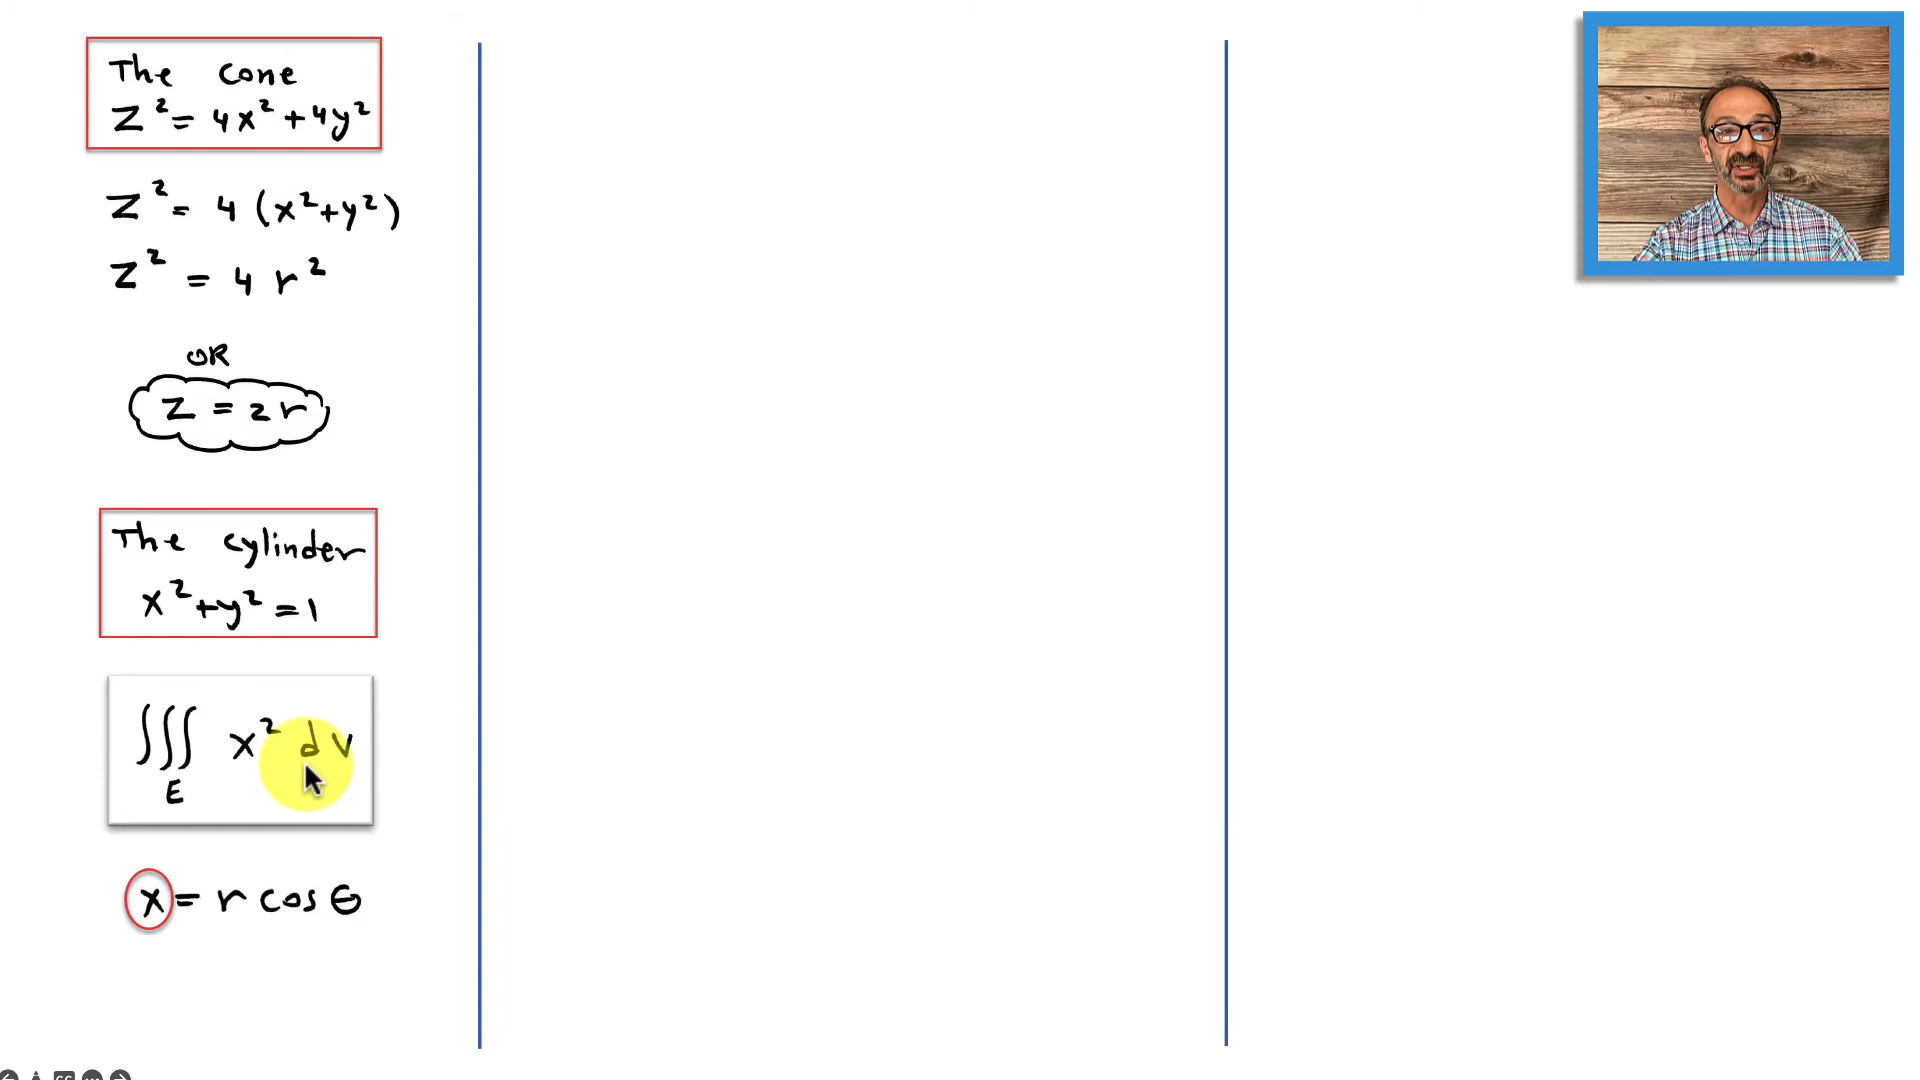 The cone
z² = 4x² + 4y²
z² = 4 (x² + y²)
z² = 4 r²
OR
z = 2r
The cylinder
x² + y² = 1
∭ x² dv
E
x = r cos θ
CC